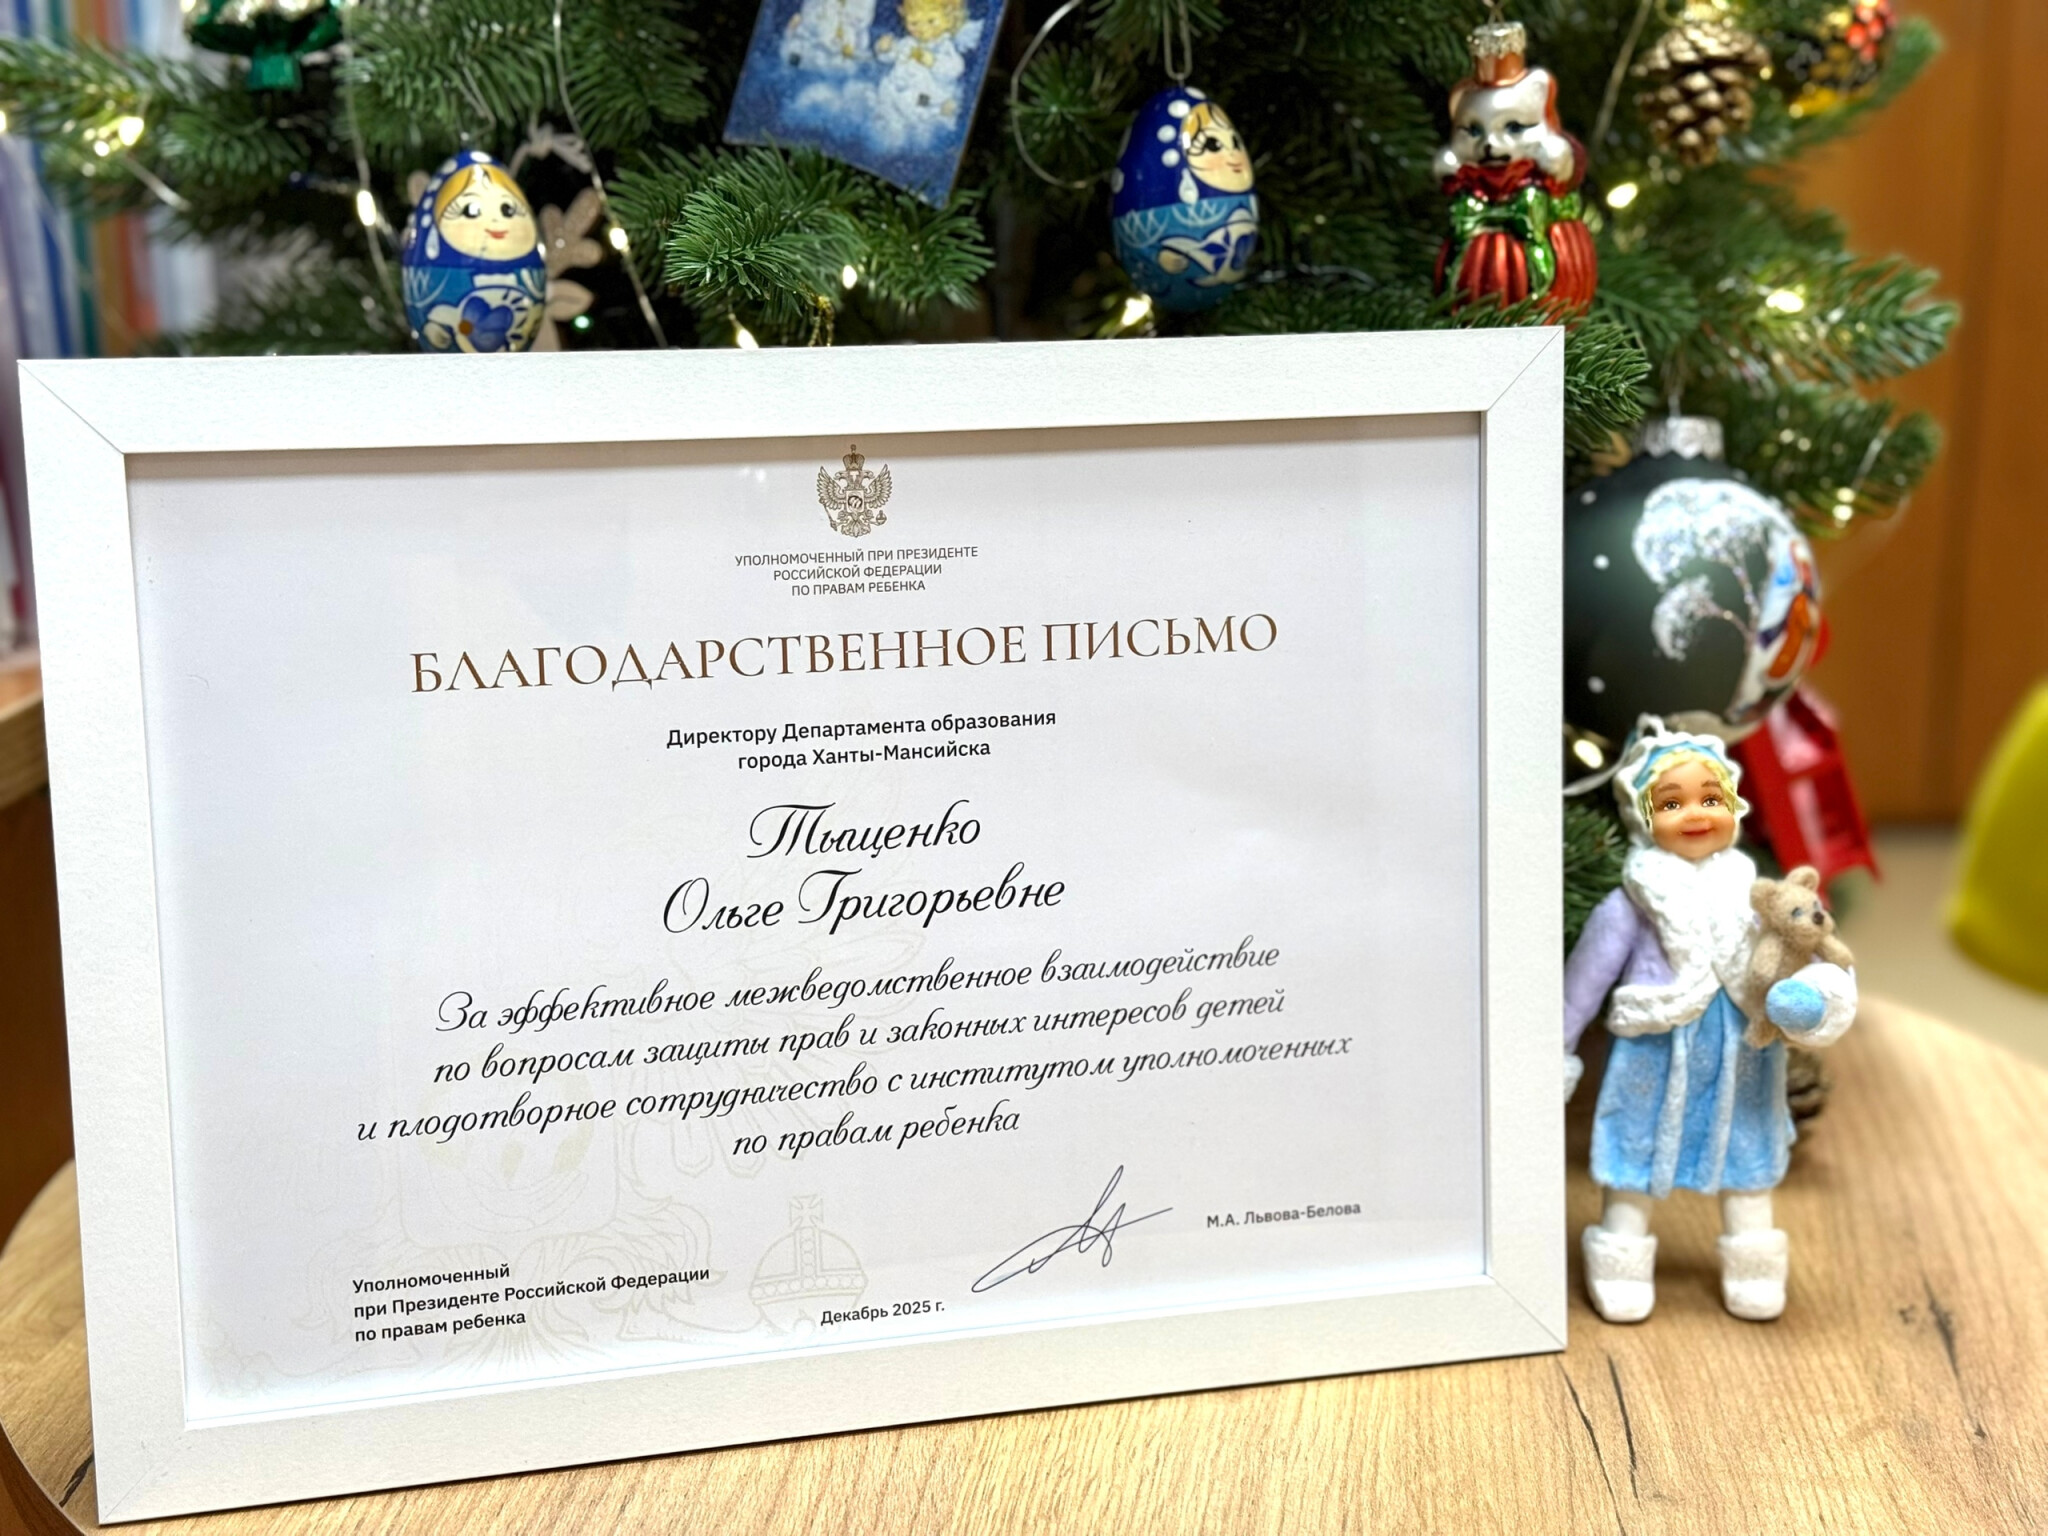 УПОЛНОМОЧЕННЫЙ ПРИ ПРЕЗИДЕНТЕ
РОССИЙСКОЙ ФЕДЕРАЦИИ
ПО ПРАВАМ РЕБЕНКА
БЛАГОДАРСТВЕННОЕ ПИСЬМО
Директору Департамента образования
города Ханты-Мансийска
Тыщенко
Ольге Григорьевне
За эффективное межведомственное взаимодействие
по вопросам защиты прав и законных интересов детей
и плодотворное сотрудничество с институтом уполномоченных
по правам ребенка
М.А. Львова-Белова
Уполномоченный
при Президенте Российской Федерации
по правам ребенка
Декабрь 2025 г.